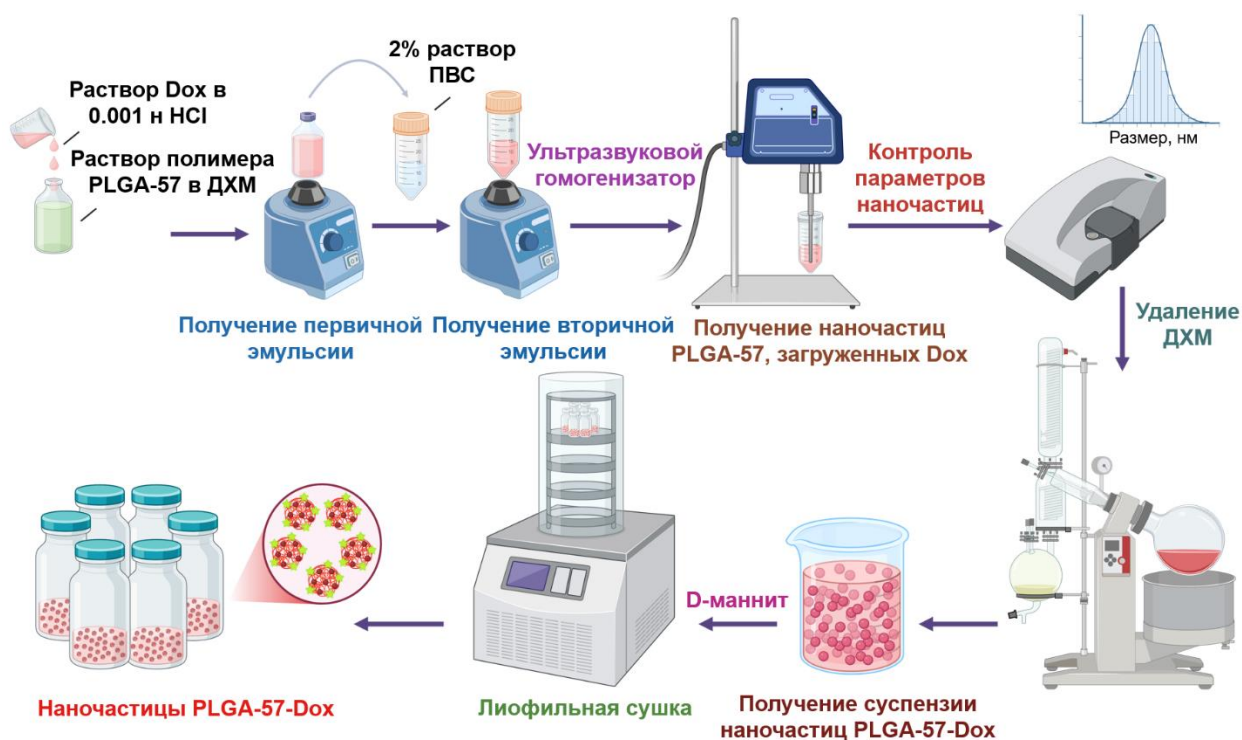 Раствор Dox в
0.001 н HCl
Раствор полимера
PLGA-57 в ДХМ
2% раствор
ПВС
Ультразвуковой
гомогенизатор
Контроль
параметров
наночастиц
Размер, нм
Получение первичной
эмульсии
Получение вторичной
эмульсии
Получение наночастиц
PLGA-57, загруженных Dox
Удаление
ДХМ
D-маннит
Наночастицы PLGA-57-Dox
Лиофильная сушка
Получение суспензии
наночастиц PLGA-57-Dox